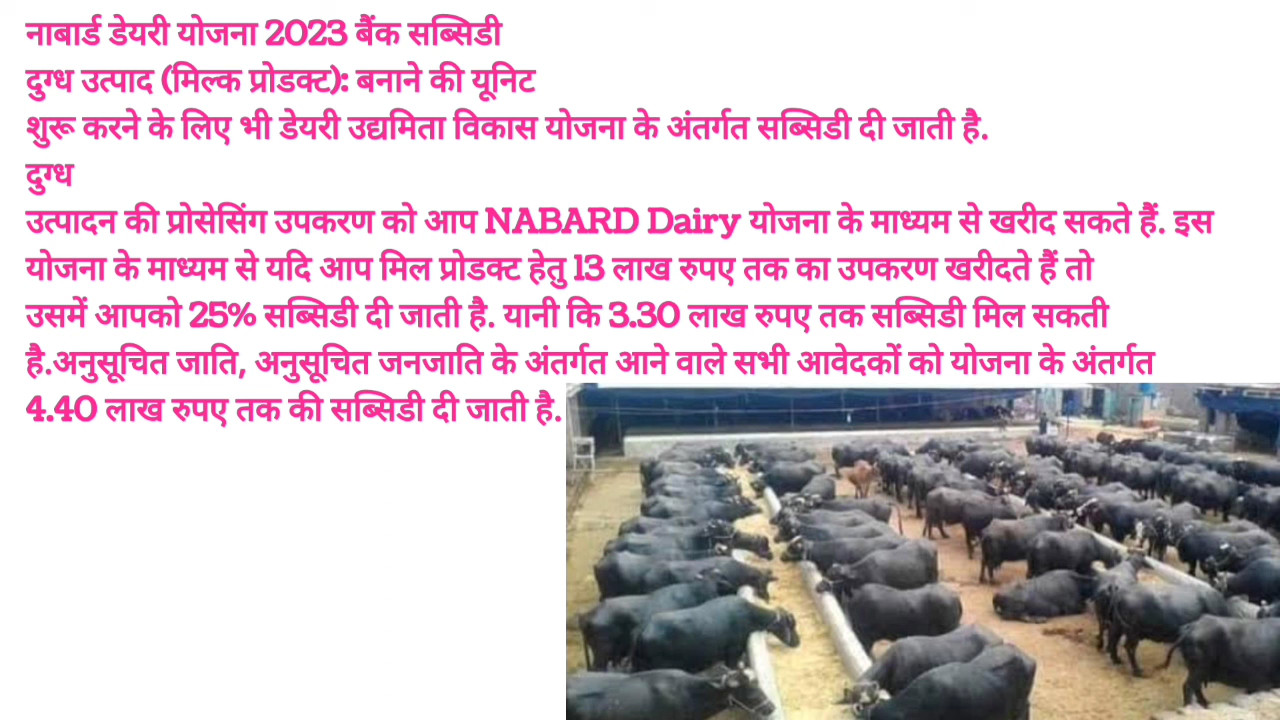 नाबार्ड डेयरी योजना 2023 बैंक सब्सिडी
दुग्ध उत्पाद (मिल्क प्रोडक्ट): बनाने की यूनिट
शुरू करने के लिए भी डेयरी उद्यमिता विकास योजना के अंतर्गत सब्सिडी दी जाती है.
दुग्ध
उत्पादन की प्रोसेसिंग उपकरण को आप NABARD Dairy योजना के माध्यम से खरीद सकते हैं. इस
योजना के माध्यम से यदि आप मिल प्रोडक्ट हेतु 13 लाख रुपए तक का उपकरण खरीदते हैं तो
उसमें आपको 25% सब्सिडी दी जाती है. यानी कि 3.30 लाख रुपए तक सब्सिडी मिल सकती
है.अनुसूचित जाति, अनुसूचित जनजाति के अंतर्गत आने वाले सभी आवेदकों को योजना के अंतर्गत
4.40 लाख रुपए तक की सब्सिडी दी जाती है.